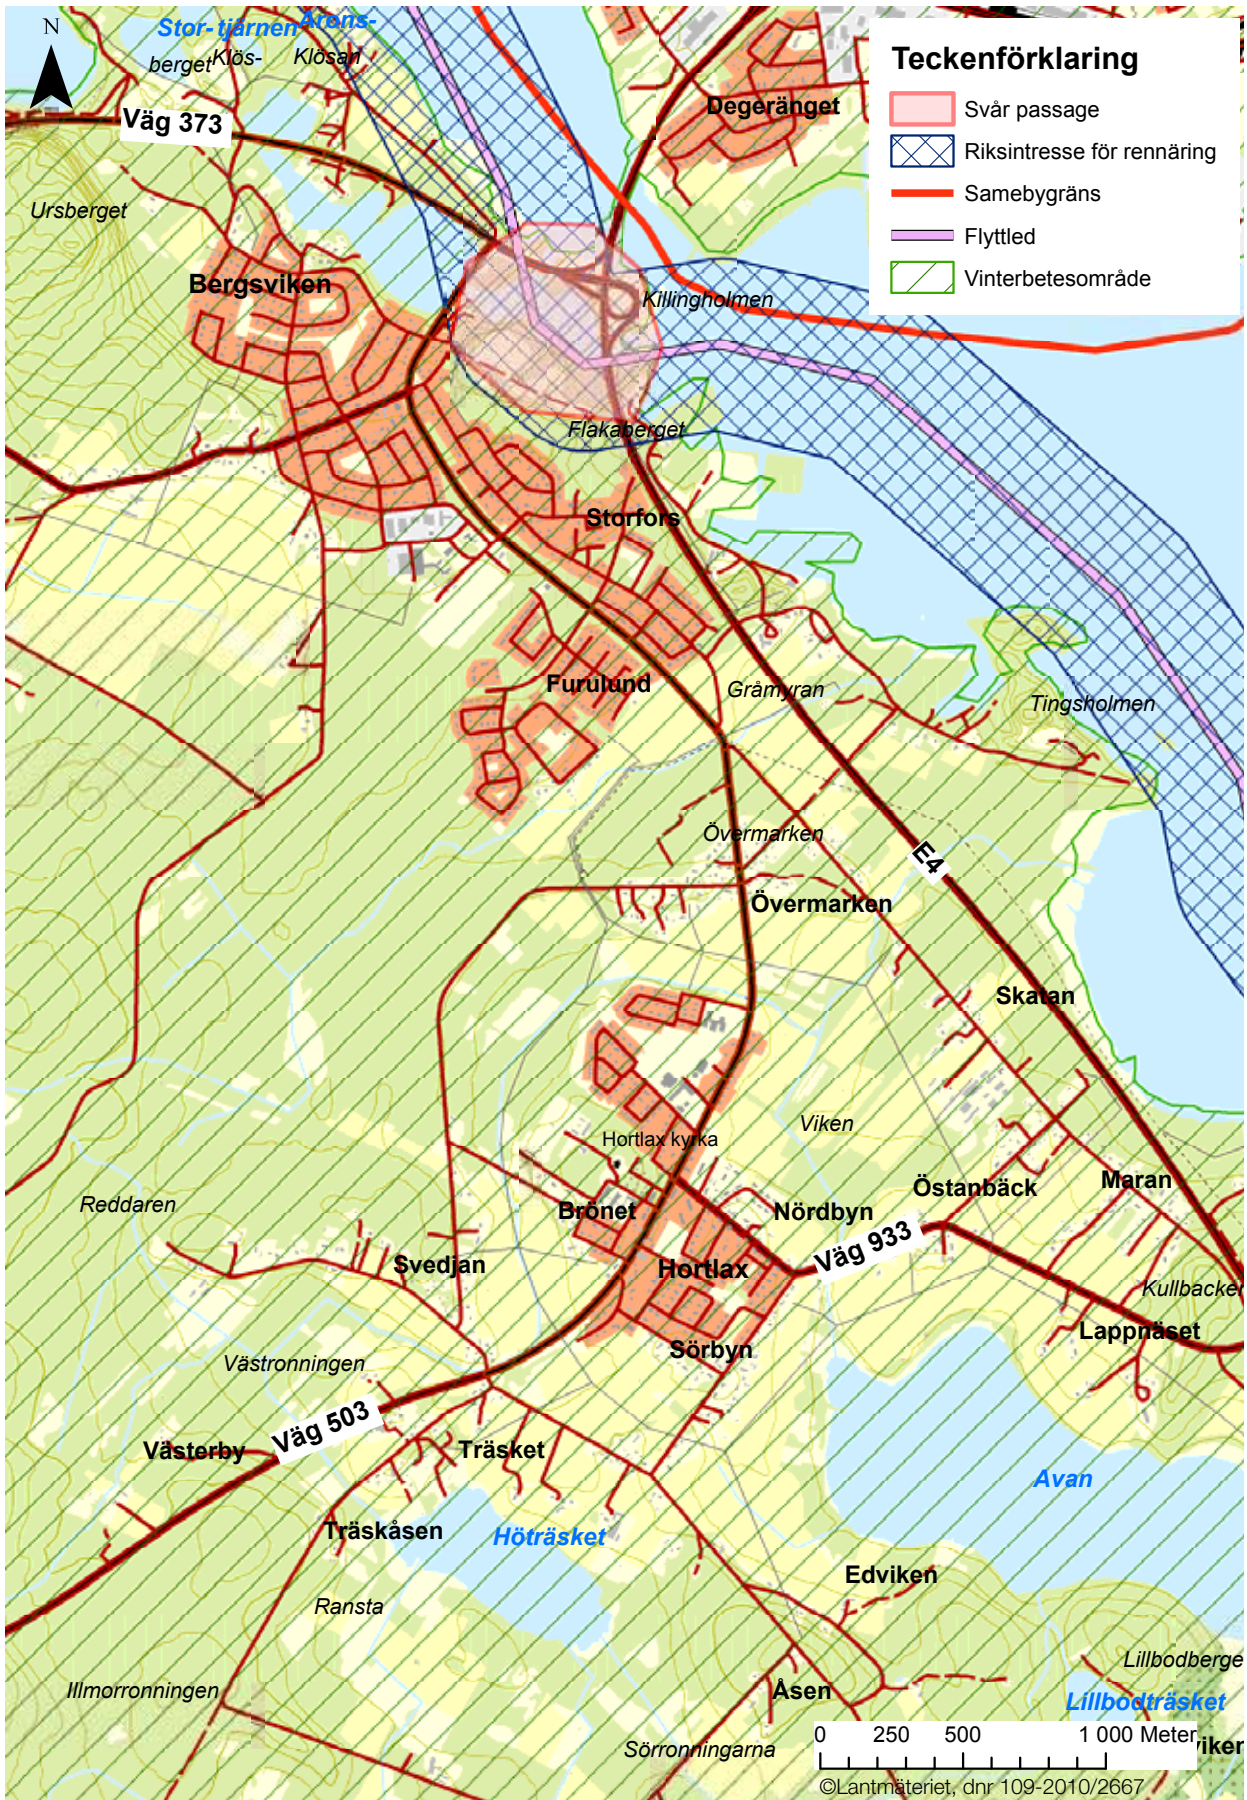 N
Stor-tjärnen
Arons-
berget
Klös-
Klösan
Väg 373
Degeränget
Teckenförklaring
Svår passage
Riksintresse för rennäring
Samebygräns
Flyttled
Vinterbetesområde
Ursberget
Bergsviken
Killingholmen
Flakaberget
Storfors
Furulund
Gråmyran
Tingsholmen
Övermarken
E4
Övermarken
Skatan
Viken
Hortlax kyrka
Maran
Östanbäck
Reddaren
Brönet
Nördbyn
Väg 933
Svedjan
Hortlax
Kullbacken
Lappnäset
Sörbyn
Västronningen
Väg 503
Västerby
Träsket
Avan
Träskåsen
Höträsket
Edviken
Ransta
Lillbodberge
Illmorronningen
Åsen
Lillbodträsket
0 250 500 1 000 Meter
viken
Sörronningarna
©Lantmäteriet, dnr 109-2010/2667